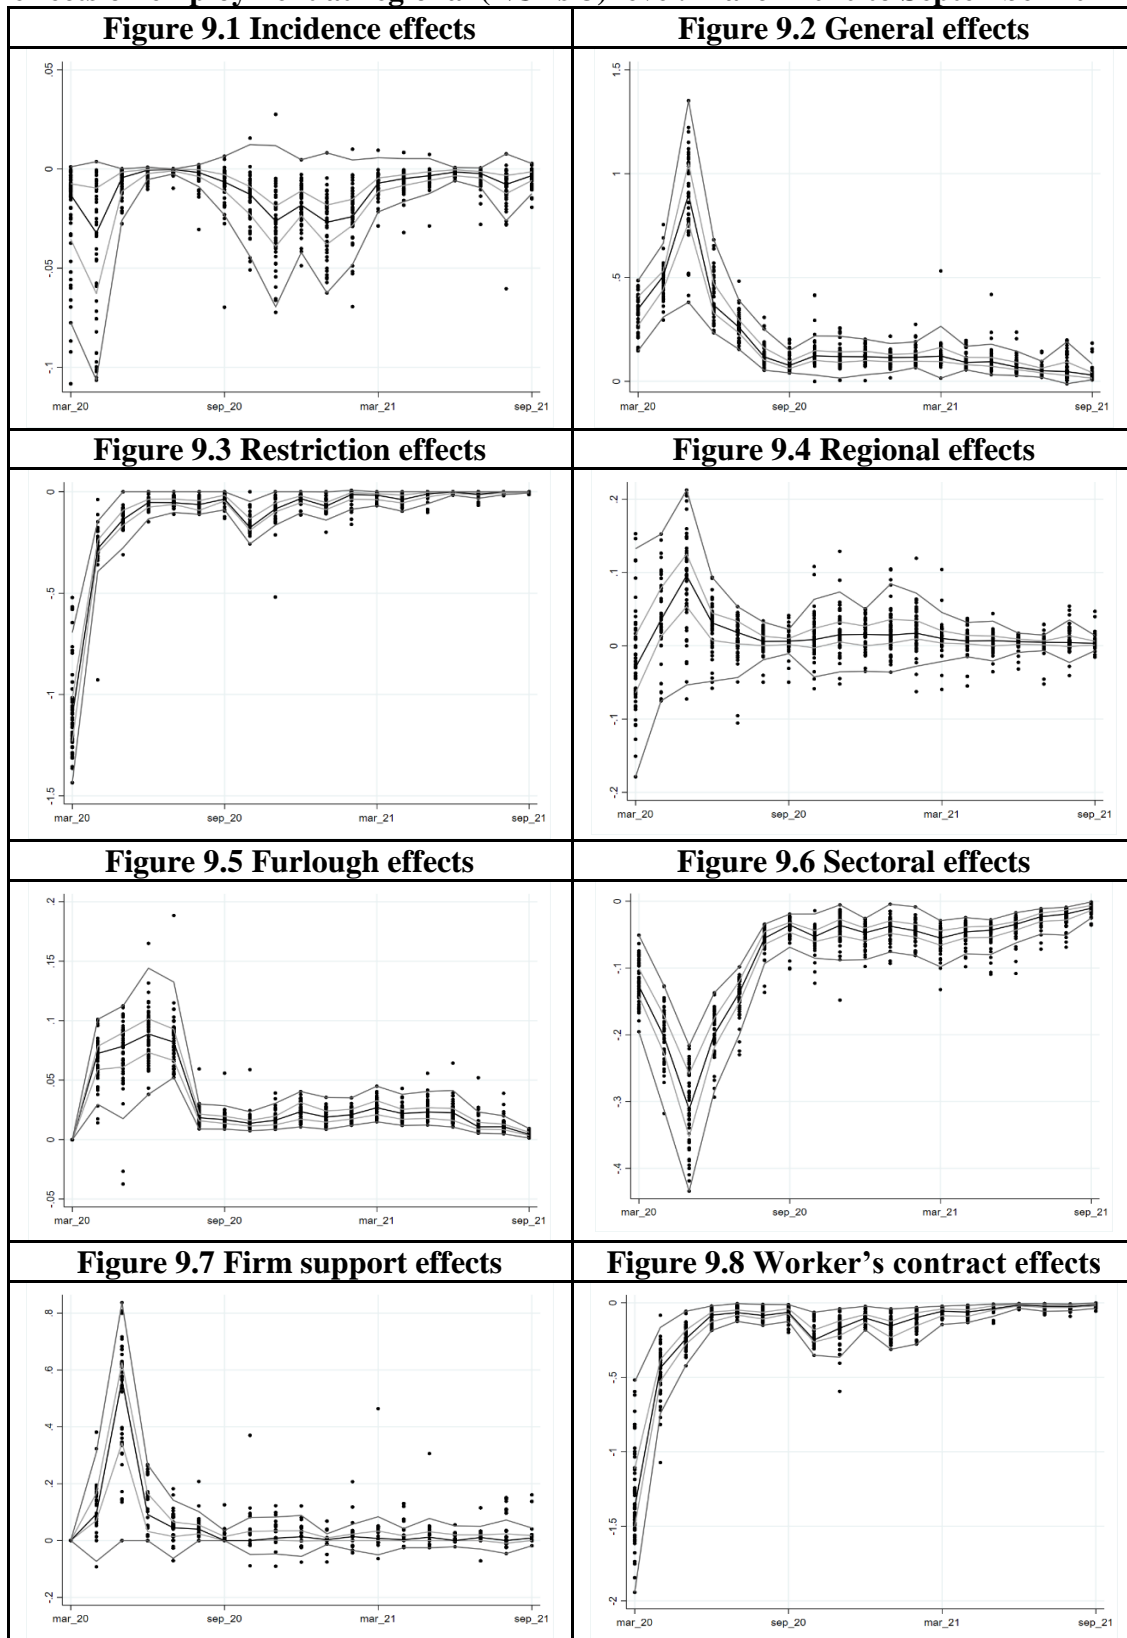 employment at regional
Figure 9.1 Incidence effects
Figure 9.2 General effects
.05
0
-.05
-.1
mar_20 sep_20 mar_21 sep_21
1.5
1
.5
0
mar_20 sep_20 mar_21 sep_21
Figure 9.3 Restriction effects
Figure 9.4 Regional effects
0
-.5
-1
-1.5
mar_20 sep_20 mar_21 sep_21
.2
.1
0
-.1
-.2
mar_20 sep_20 mar_21 sep_21
Figure 9.5 Furlough effects
Figure 9.6 Sectoral effects
.2
.15
.1
.05
0
-.05
mar_20 sep_20 mar_21 sep_21
0
-.1
-.2
-.3
-.4
mar_20 sep_20 mar_21 sep_21
Figure 9.7 Firm support effects
Figure 9.8 Worker’s contract effects
.8
.6
.4
.2
0
-.2
mar_20 sep_20 mar_21 sep_21
0
-.5
-1
-1.5
-2
mar_20 sep_20 mar_21 sep_21